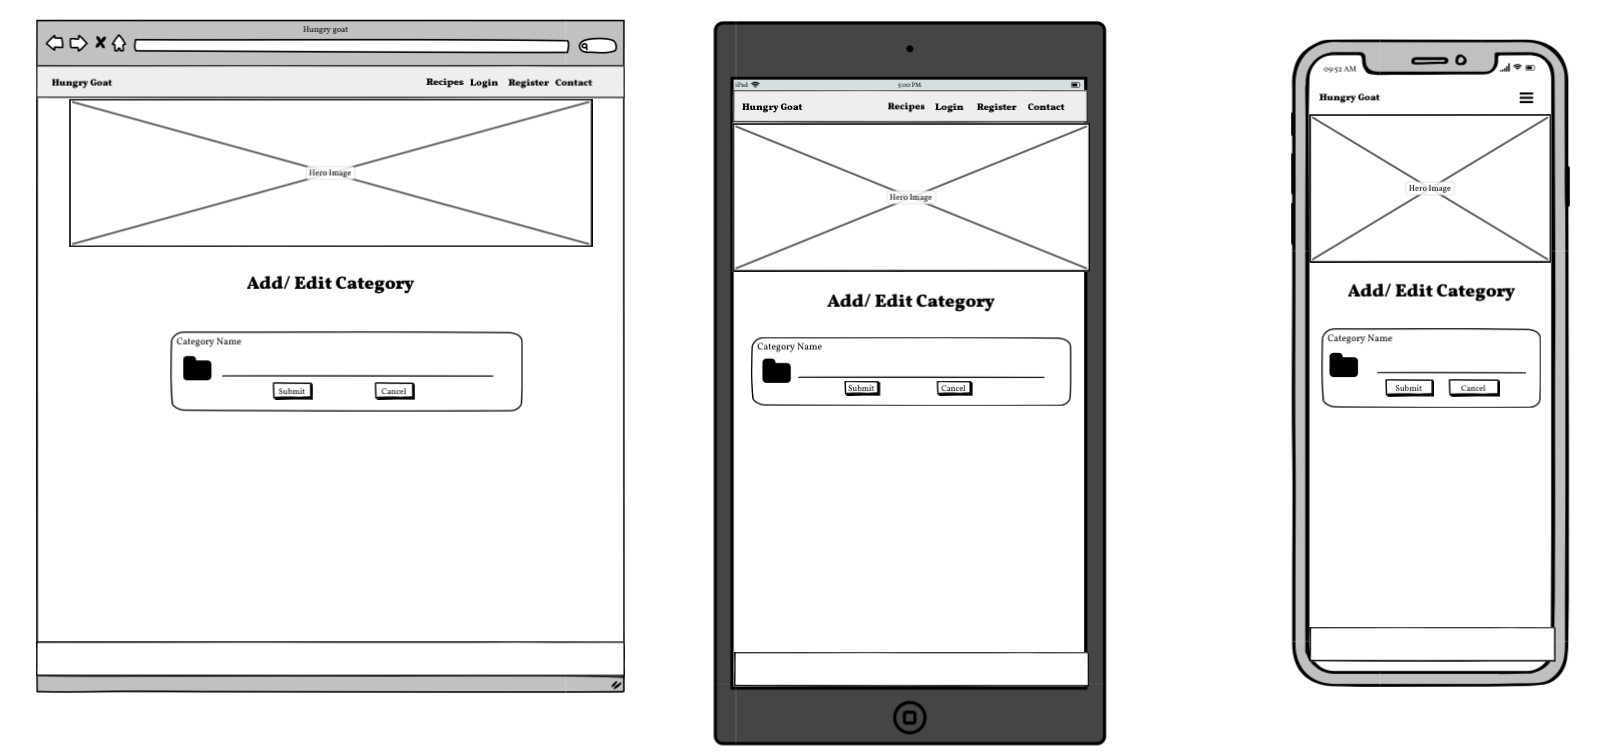 Hungry goat
Hungry Goat Recipes Login Register Contact
Hero Image
Add/ Edit Category
Category Name
Submit Cancel
iPad 5:00 PM
Hungry Goat Recipes Login Register Contact
Hero Image
Add/ Edit Category
Category Name
Submit Cancel
09:52 AM
Hungry Goat
Hero Image
Add/ Edit Category
Category Name
Submit Cancel